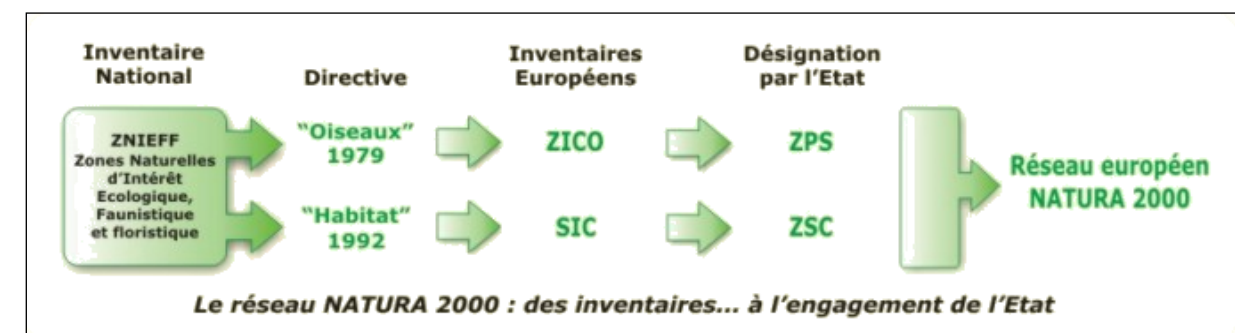 Inventaire
National
Directive
Inventaires
Européens
Désignation
par l'Etat
ZNIEFF
Zones Naturelles
d'Intérêt
Ecologique,
Faunistique
et floristique
"Oiseaux"
1979
ZICO
ZPS
"Habitat"
1992
SIC
ZSC
Réseau européen
NATURA 2000
Le réseau NATURA 2000 : des inventaires... à l'engagement de l'Etat